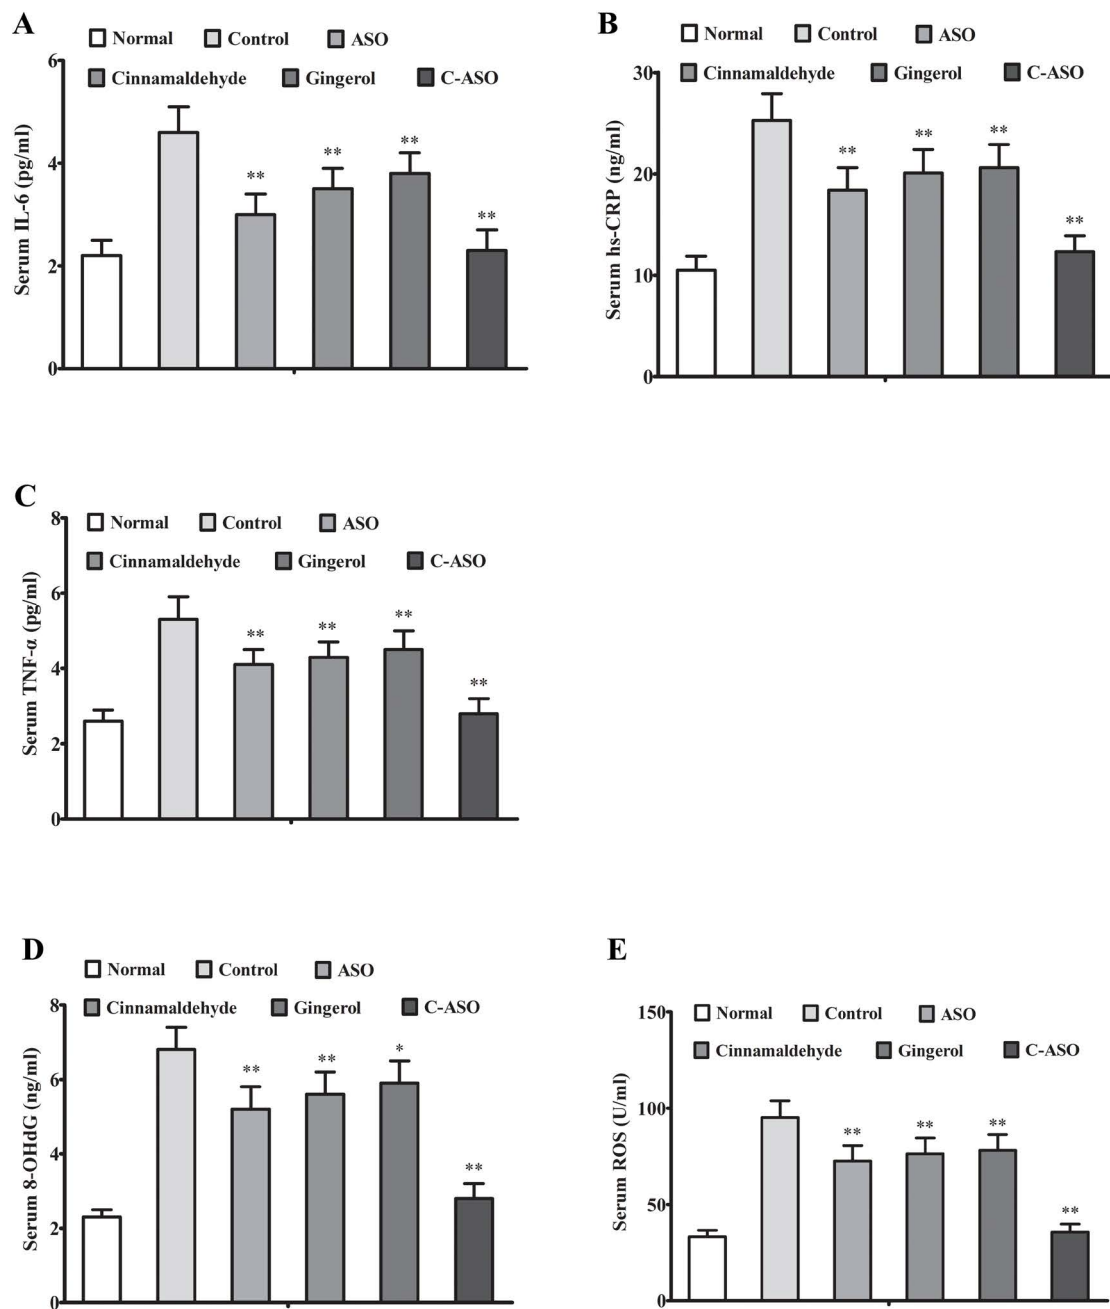 A
Normal Control ASO
Cinnamaldehyde Gingerol C-ASO
Serum IL-6 (pg/ml)
6
4
2
0
** ** ** **
B
Normal Control ASO
Cinnamaldehyde Gingerol C-ASO
Serum hs-CRP (ng/ml)
30
20
10
0
** ** ** **
C
Normal Control ASO
Cinnamaldehyde Gingerol C-ASO
Serum TNF-α (pg/ml)
8
6
4
2
0
** ** ** **
D
Normal Control ASO
Cinnamaldehyde Gingerol C-ASO
Serum 8-OHdG (ng/ml)
8
6
4
2
0
** ** * **
E
Normal Control ASO
Cinnamaldehyde Gingerol C-ASO
Serum ROS (U/ml)
150
100
50
0
** ** ** **